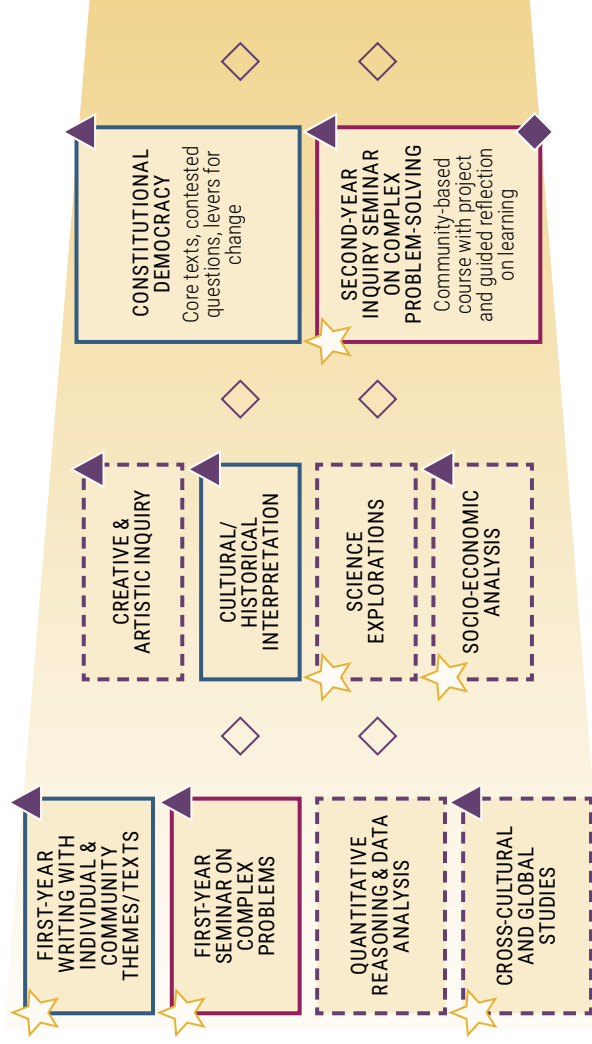 FIRST-YEAR
WRITING WITH
INDIVIDUAL &
COMMUNITY
THEMES/TEXTS
FIRST-YEAR
SEMINAR ON
COMPLEX
PROBLEMS
QUANTITATIVE
REASONING & DATA
ANALYSIS
CROSS-CULTURAL
AND GLOBAL
STUDIES
CREATIVE &
ARTISTIC INQUIRY
CULTURAL/
HISTORICAL
INTERPRETATION
SCIENCE
EXPLORATIONS
SOCIO-ECONOMIC
ANALYSIS
CONSTITUTIONAL
DEMOCRACY
Core texts, contested
questions, levers for
change
SECOND-YEAR
INQUIRY SEMINAR
ON COMPLEX
PROBLEM-SOLVING
Community-based
course with project
and guided reflection
on learning